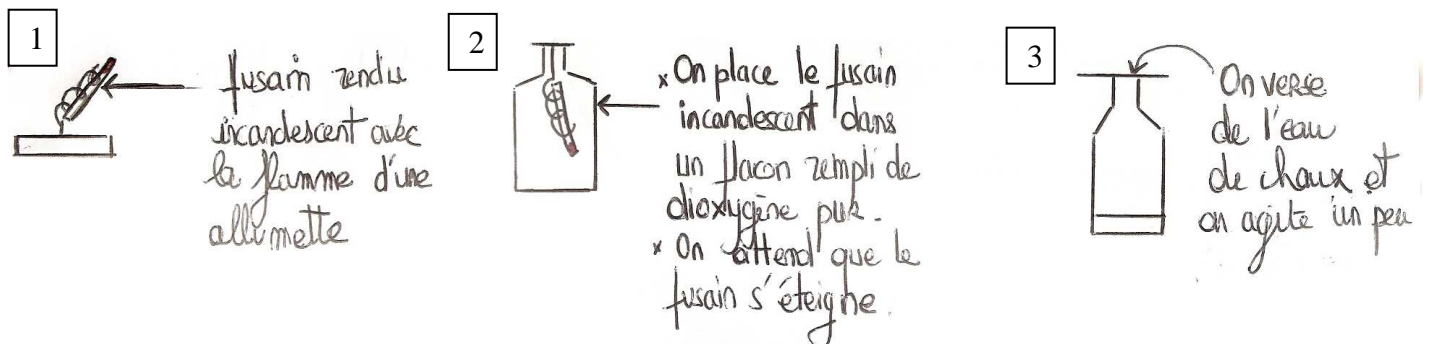 1
fusain rendu
incandescent avec
la flamme d'une
allumette
2
× On place le fusain
incandescent dans
un flacon rempli de
dioxygène pur.
× On attend que le
fusain s'éteigne.
3
On verse
de l'eau
de chaux et
on agite un peu